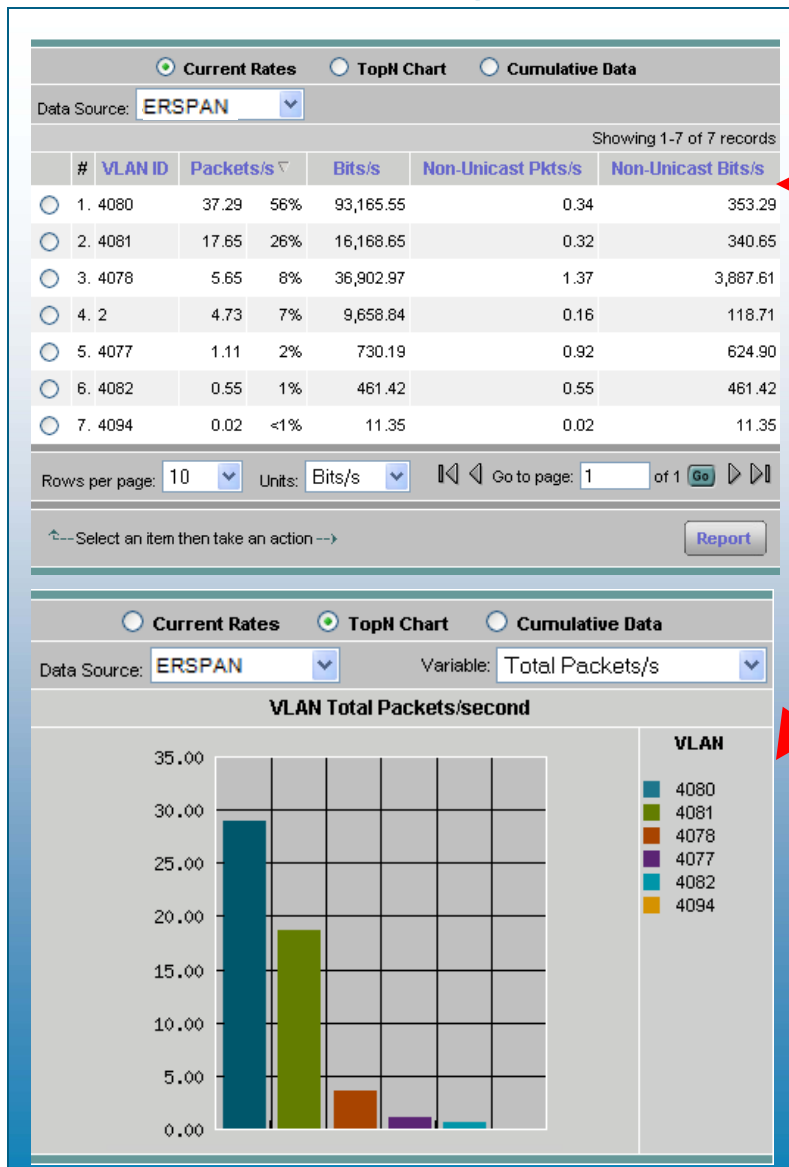 Current Rates TopN Chart Cumulative Data
Data Source: ERSPAN
Showing 1-7 of 7 records
# VLAN ID Packets/s Bits/s Non-Unicast Pkts/s Non-Unicast Bits/s
1. 4080 37.29 56% 93,165.55 0.34 353.29
2. 4081 17.65 26% 16,168.65 0.32 340.65
3. 4078 5.65 8% 36,902.97 1.37 3,887.61
4. 2 4.73 7% 9,658.84 0.16 118.71
5. 4077 1.11 2% 730.19 0.92 624.90
6. 4082 0.55 1% 461.42 0.55 461.42
7. 4094 0.02 <1% 11.35 0.02 11.35
Rows per page: 10 Units: Bits/s Go to page: 1 of 1 Go
Select an item then take an action Report
Current Rates TopN Chart Cumulative Data
Data Source: ERSPAN Variable: Total Packets/s
VLAN Total Packets/second
VLAN
4080
4081
4078
4077
4082
4094
35.00
30.00
25.00
20.00
15.00
10.00
5.00
0.00